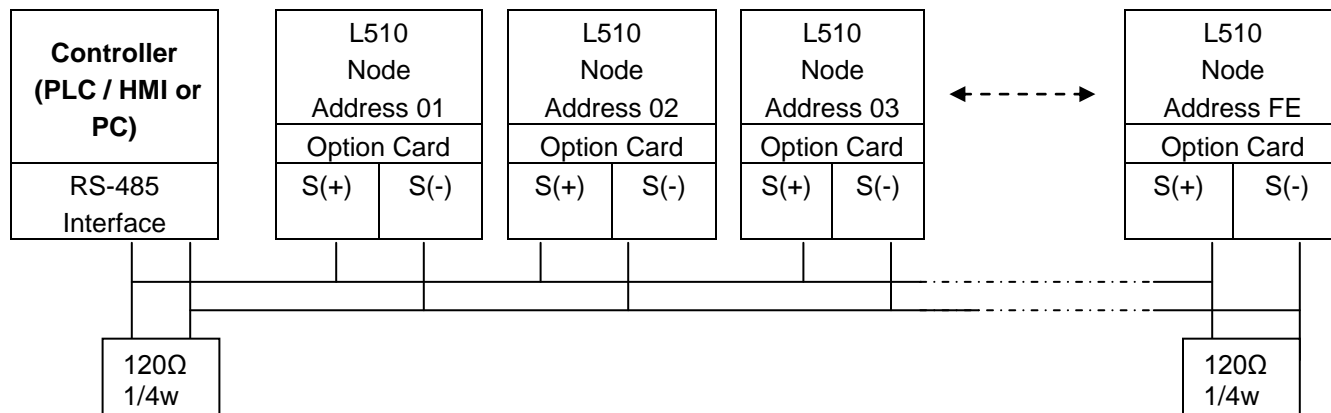 Controller
(PLC / HMI or
PC)
RS-485
Interface
L510
Node
Address 01
Option Card
S(+) S(-)
L510
Node
Address 02
Option Card
S(+) S(-)
L510
Node
Address 03
Option Card
S(+) S(-)
L510
Node
Address FE
Option Card
S(+) S(-)
120Ω
1/4w
120Ω
1/4w